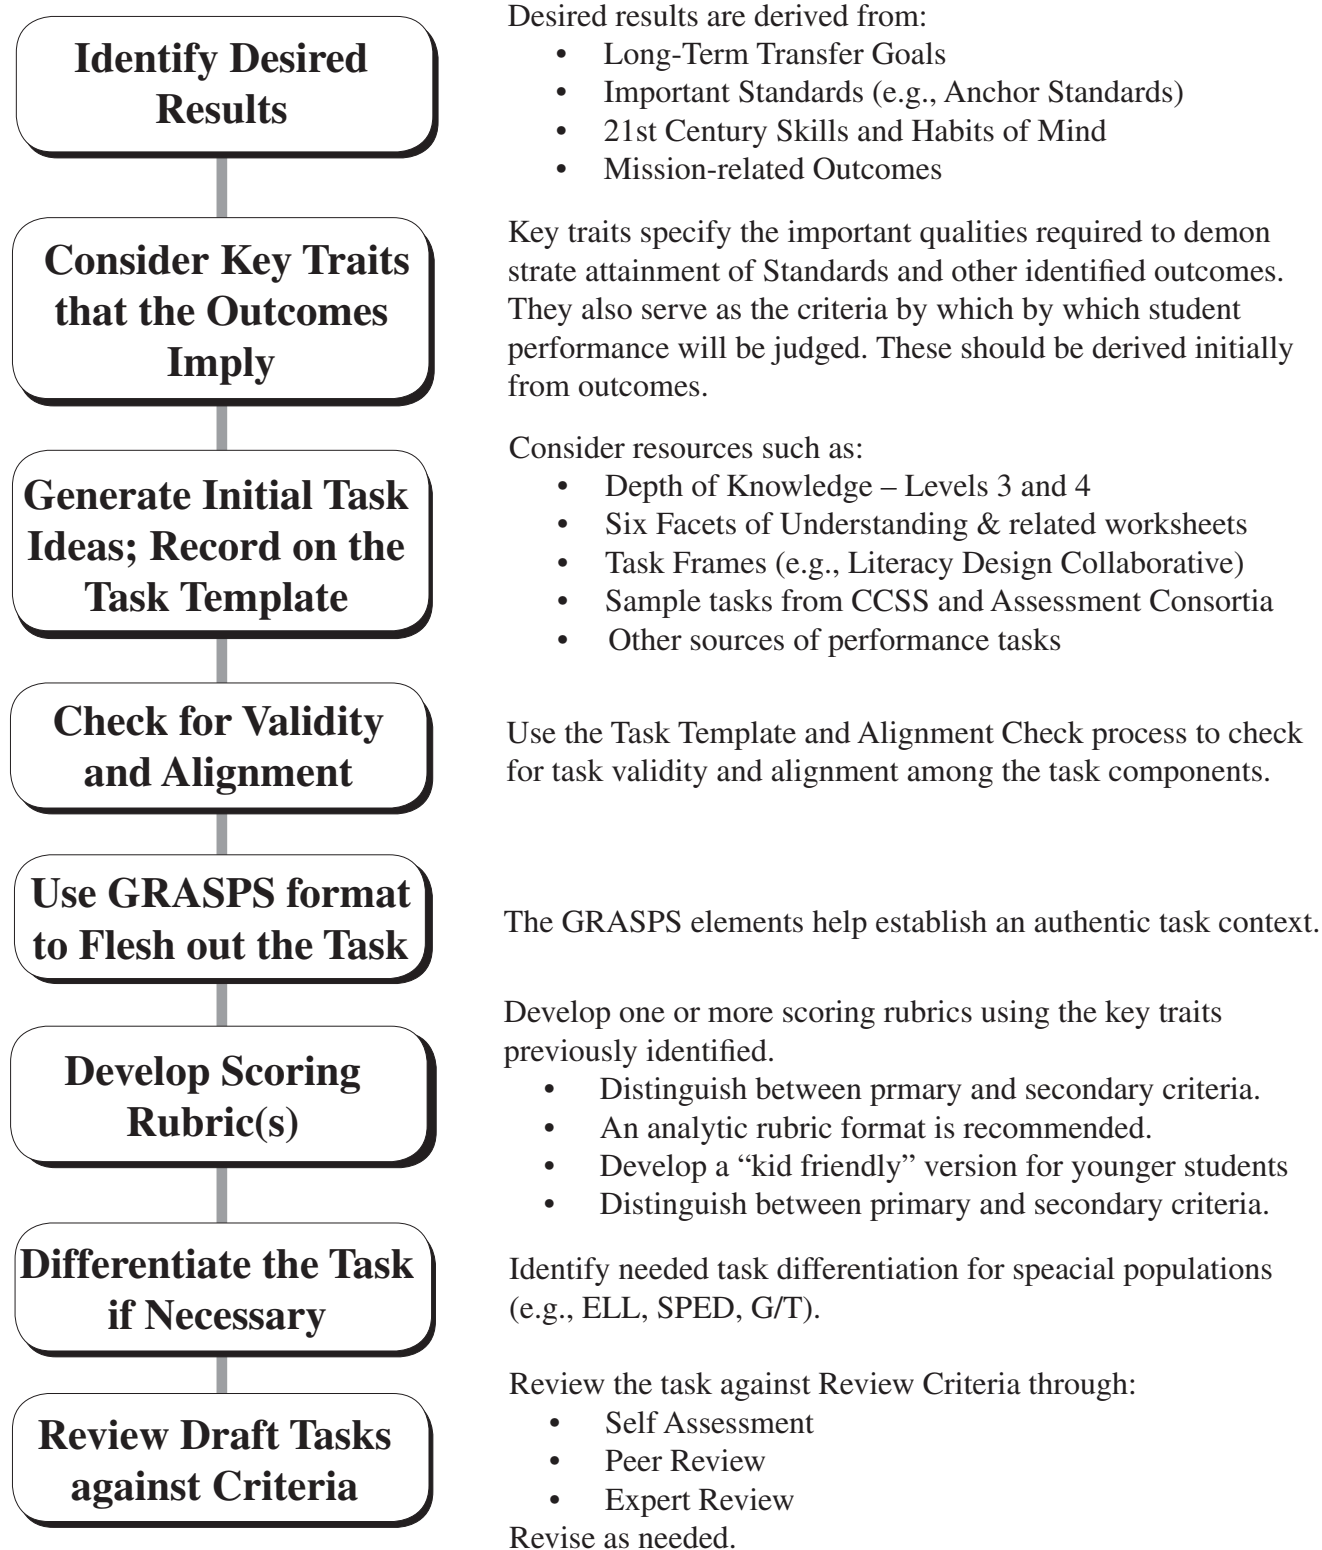 Identify Desired
Results
Desired results are derived from:
• Long-Term Transfer Goals
• Important Standards (e.g., Anchor Standards)
• 21st Century Skills and Habits of Mind
• Mission-related Outcomes
Consider Key Traits
that the Outcomes
Imply
Key traits specify the important qualities required to demon
strate attainment of Standards and other identified outcomes.
They also serve as the criteria by which by which student
performance will be judged. These should be derived initially
from outcomes.
Generate Initial Task
Ideas; Record on the
Task Template
Consider resources such as:
• Depth of Knowledge – Levels 3 and 4
• Six Facets of Understanding & related worksheets
• Task Frames (e.g., Literacy Design Collaborative)
• Sample tasks from CCSS and Assessment Consortia
• Other sources of performance tasks
Check for Validity
and Alignment
Use the Task Template and Alignment Check process to check
for task validity and alignment among the task components.
Use GRASPS format
to Flesh out the Task
The GRASPS elements help establish an authentic task context.
Develop Scoring
Rubric(s)
Develop one or more scoring rubrics using the key traits
previously identified.
• Distinguish between prmary and secondary criteria.
• An analytic rubric format is recommended.
• Develop a “kid friendly” version for younger students
• Distinguish between primary and secondary criteria.
Differentiate the Task
if Necessary
Identify needed task differentiation for speacial populations
(e.g., ELL, SPED, G/T).
Review Draft Tasks
against Criteria
Review the task against Review Criteria through:
• Self Assessment
• Peer Review
• Expert Review
Revise as needed.